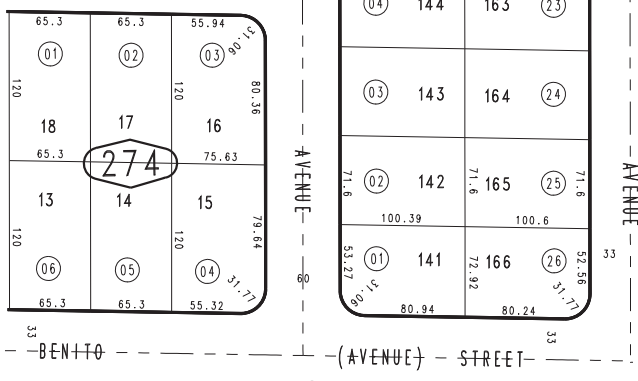 65.3 65.3 55.94 31.06
01 02 03
120 120 80.36
18 17 16
65.3 274 75.63
13 14 15
120 120 79.64
06 05 04 31.77
65.3 65.3 55.32
33
BENITO
AVENUE
60
04 144 163 23
03 143 164 24
71.6 02 142 71.6 165 25 71.6
100.39 100.6
53.27 01 141 72.92 166 26 52.56
31.06 31.77
80.94 80.24
33
33
(AVENUE) STREET
AVENUE